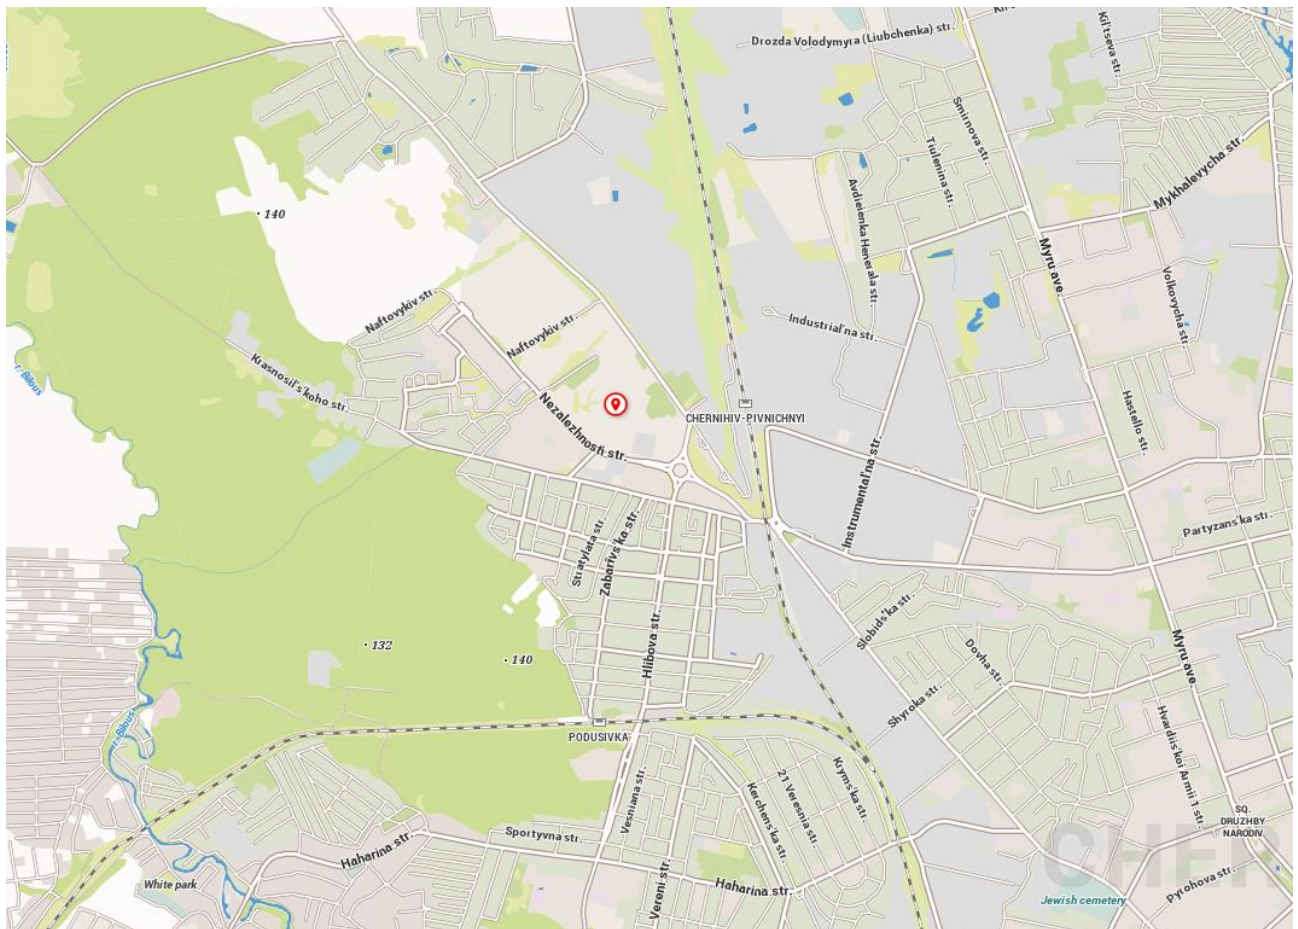 Drozda Volodymyra (Liubchenka) str.
Kil'tseva str.
Smirnova str.
Tiulenina str.
Mykhalevycha str.
140
Avdieienka Henerala str.
Myru ave.
Volkovycha str.
Naftovykiv str.
Naftovykiv str.
Industrial'na str.
r. Bilous
Krasnosil's'koho str.
Nezalezhnosti str.
CHERNIHIV-PIVNICHNYI
Hastello str.
Instrumental'na str.
Partyzans'ka str.
Stratylata str.
Zabarivs'ka str.
Hlibova str.
Slobids'ka str.
132
140
Dovha str.
Myru ave.
Shyroka str.
r. Bilous
PODUSIVKA
Hvardiis'koi Armii 1 str.
Vesniana str.
Kerchens'ka str.
21 Veresnia str.
Kryms'ka str.
SQ.
DRUZHBY
NARODIV
Sportyvna str.
Haharina str.
CHER
White park
Vereni str.
Haharina str.
Jewish cemetery
Pyrohova str.